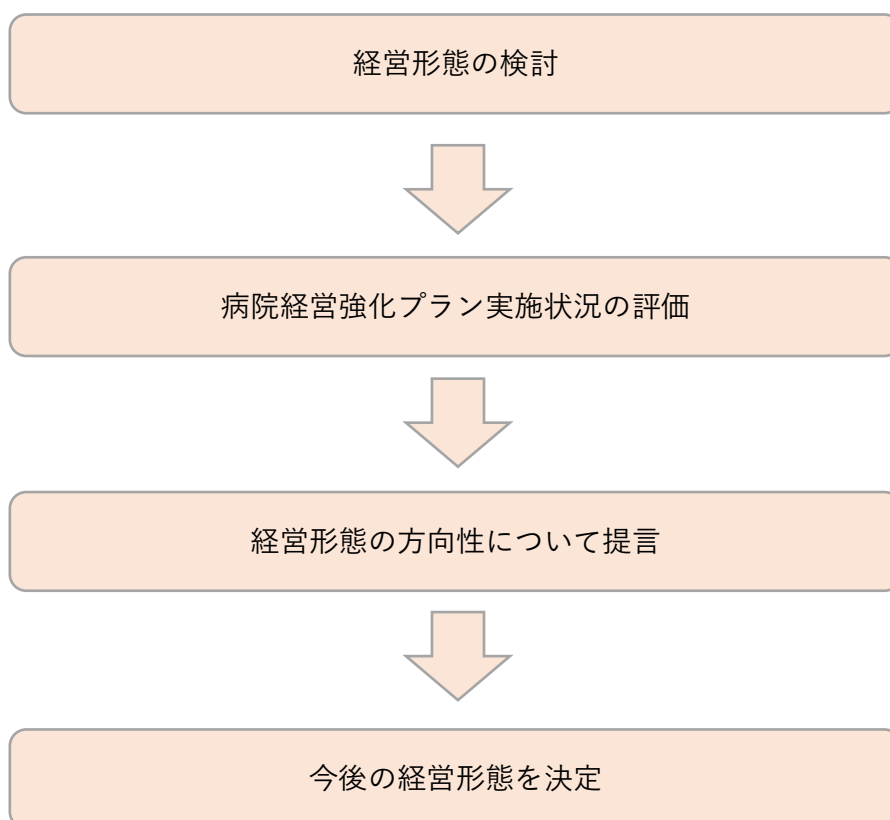 経営形態の検討
病院経営強化プラン実施状況の評価
経営形態の方向性について提言
今後の経営形態を決定